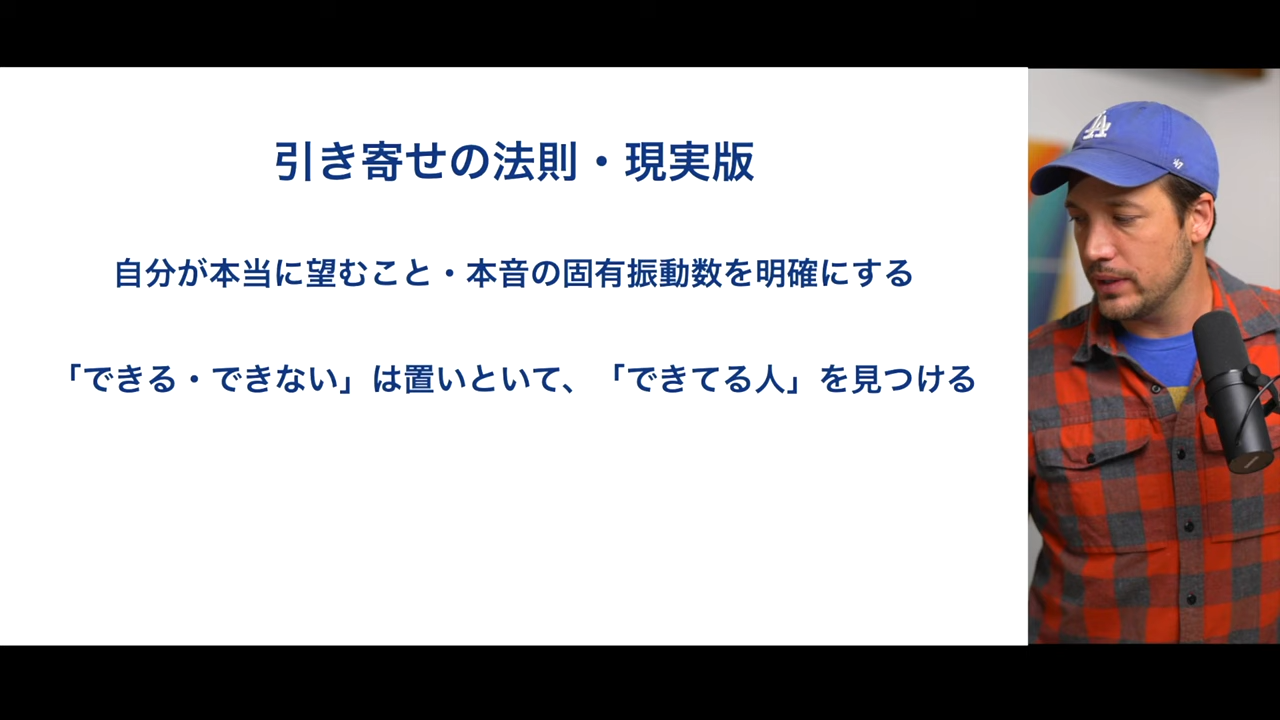 引き寄せの法則・現実版
自分が本当に望むこと・本音の固有振動数を明確にする
「できる・できない」は置いといて、「できてる人」を見つける
LA
47